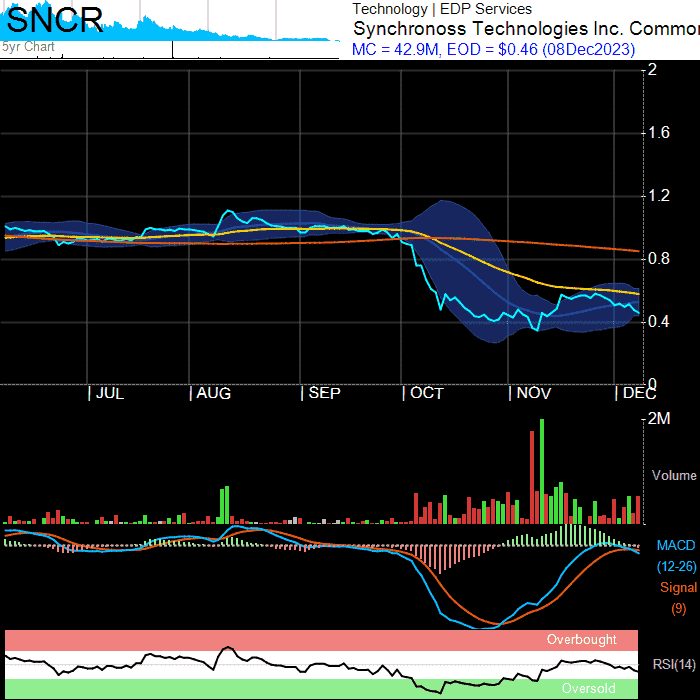 SNCR
5yr Chart
Technology | EDP Services
Synchronoss Technologies Inc. Commo
MC = 42.9M, EOD = $0.46 (08Dec2023)
2
1.6
1.2
0.8
0.4
0
JUL AUG SEP OCT NOV DEC
2M
Volume
MACD
(12-26)
Signal
(9)
Overbought
RSI(14)
Oversold